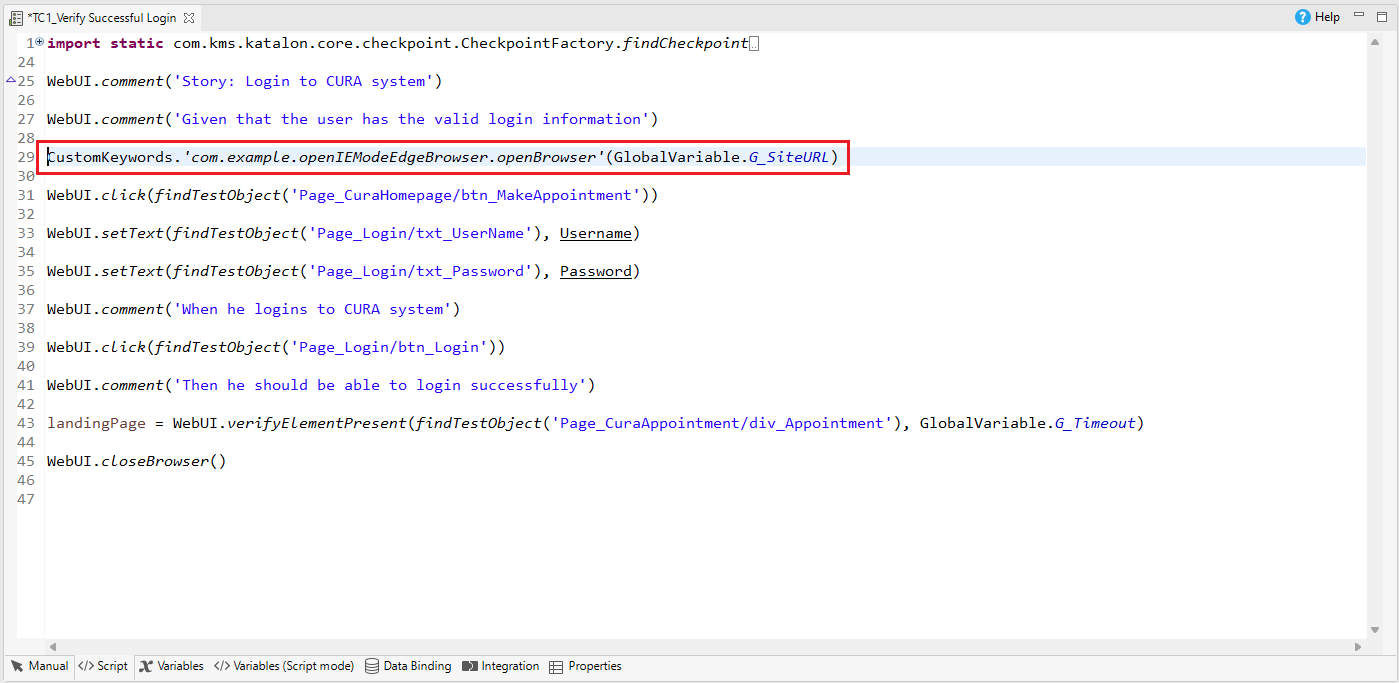 *TC1_Verify Successful Login
Help
1 import static com.kms.katalon.core.checkpoint.CheckpointFactory.findCheckpoint
24
25 WebUI.comment('Story: Login to CURA system')
26
27 WebUI.comment('Given that the user has the valid login information')
28
29 CustomKeywords.'com.example.openIEModeEdgeBrowser.openBrowser'(GlobalVariable.G_SiteURL)
30
31 WebUI.click(findTestObject('Page_CuraHomepage/btn_MakeAppointment'))
32
33 WebUI.setText(findTestObject('Page_Login/txt_UserName'), Username)
34
35 WebUI.setText(findTestObject('Page_Login/txt_Password'), Password)
36
37 WebUI.comment('When he logins to CURA system')
38
39 WebUI.click(findTestObject('Page_Login/btn_Login'))
40
41 WebUI.comment('Then he should be able to login successfully')
42
43 landingPage = WebUI.verifyElementPresent(findTestObject('Page_CuraAppointment/div_Appointment'), GlobalVariable.G_Timeout)
44
45 WebUI.closeBrowser()
46
47
Manual </> Script Variables </> Variables (Script mode) Data Binding Integration Properties